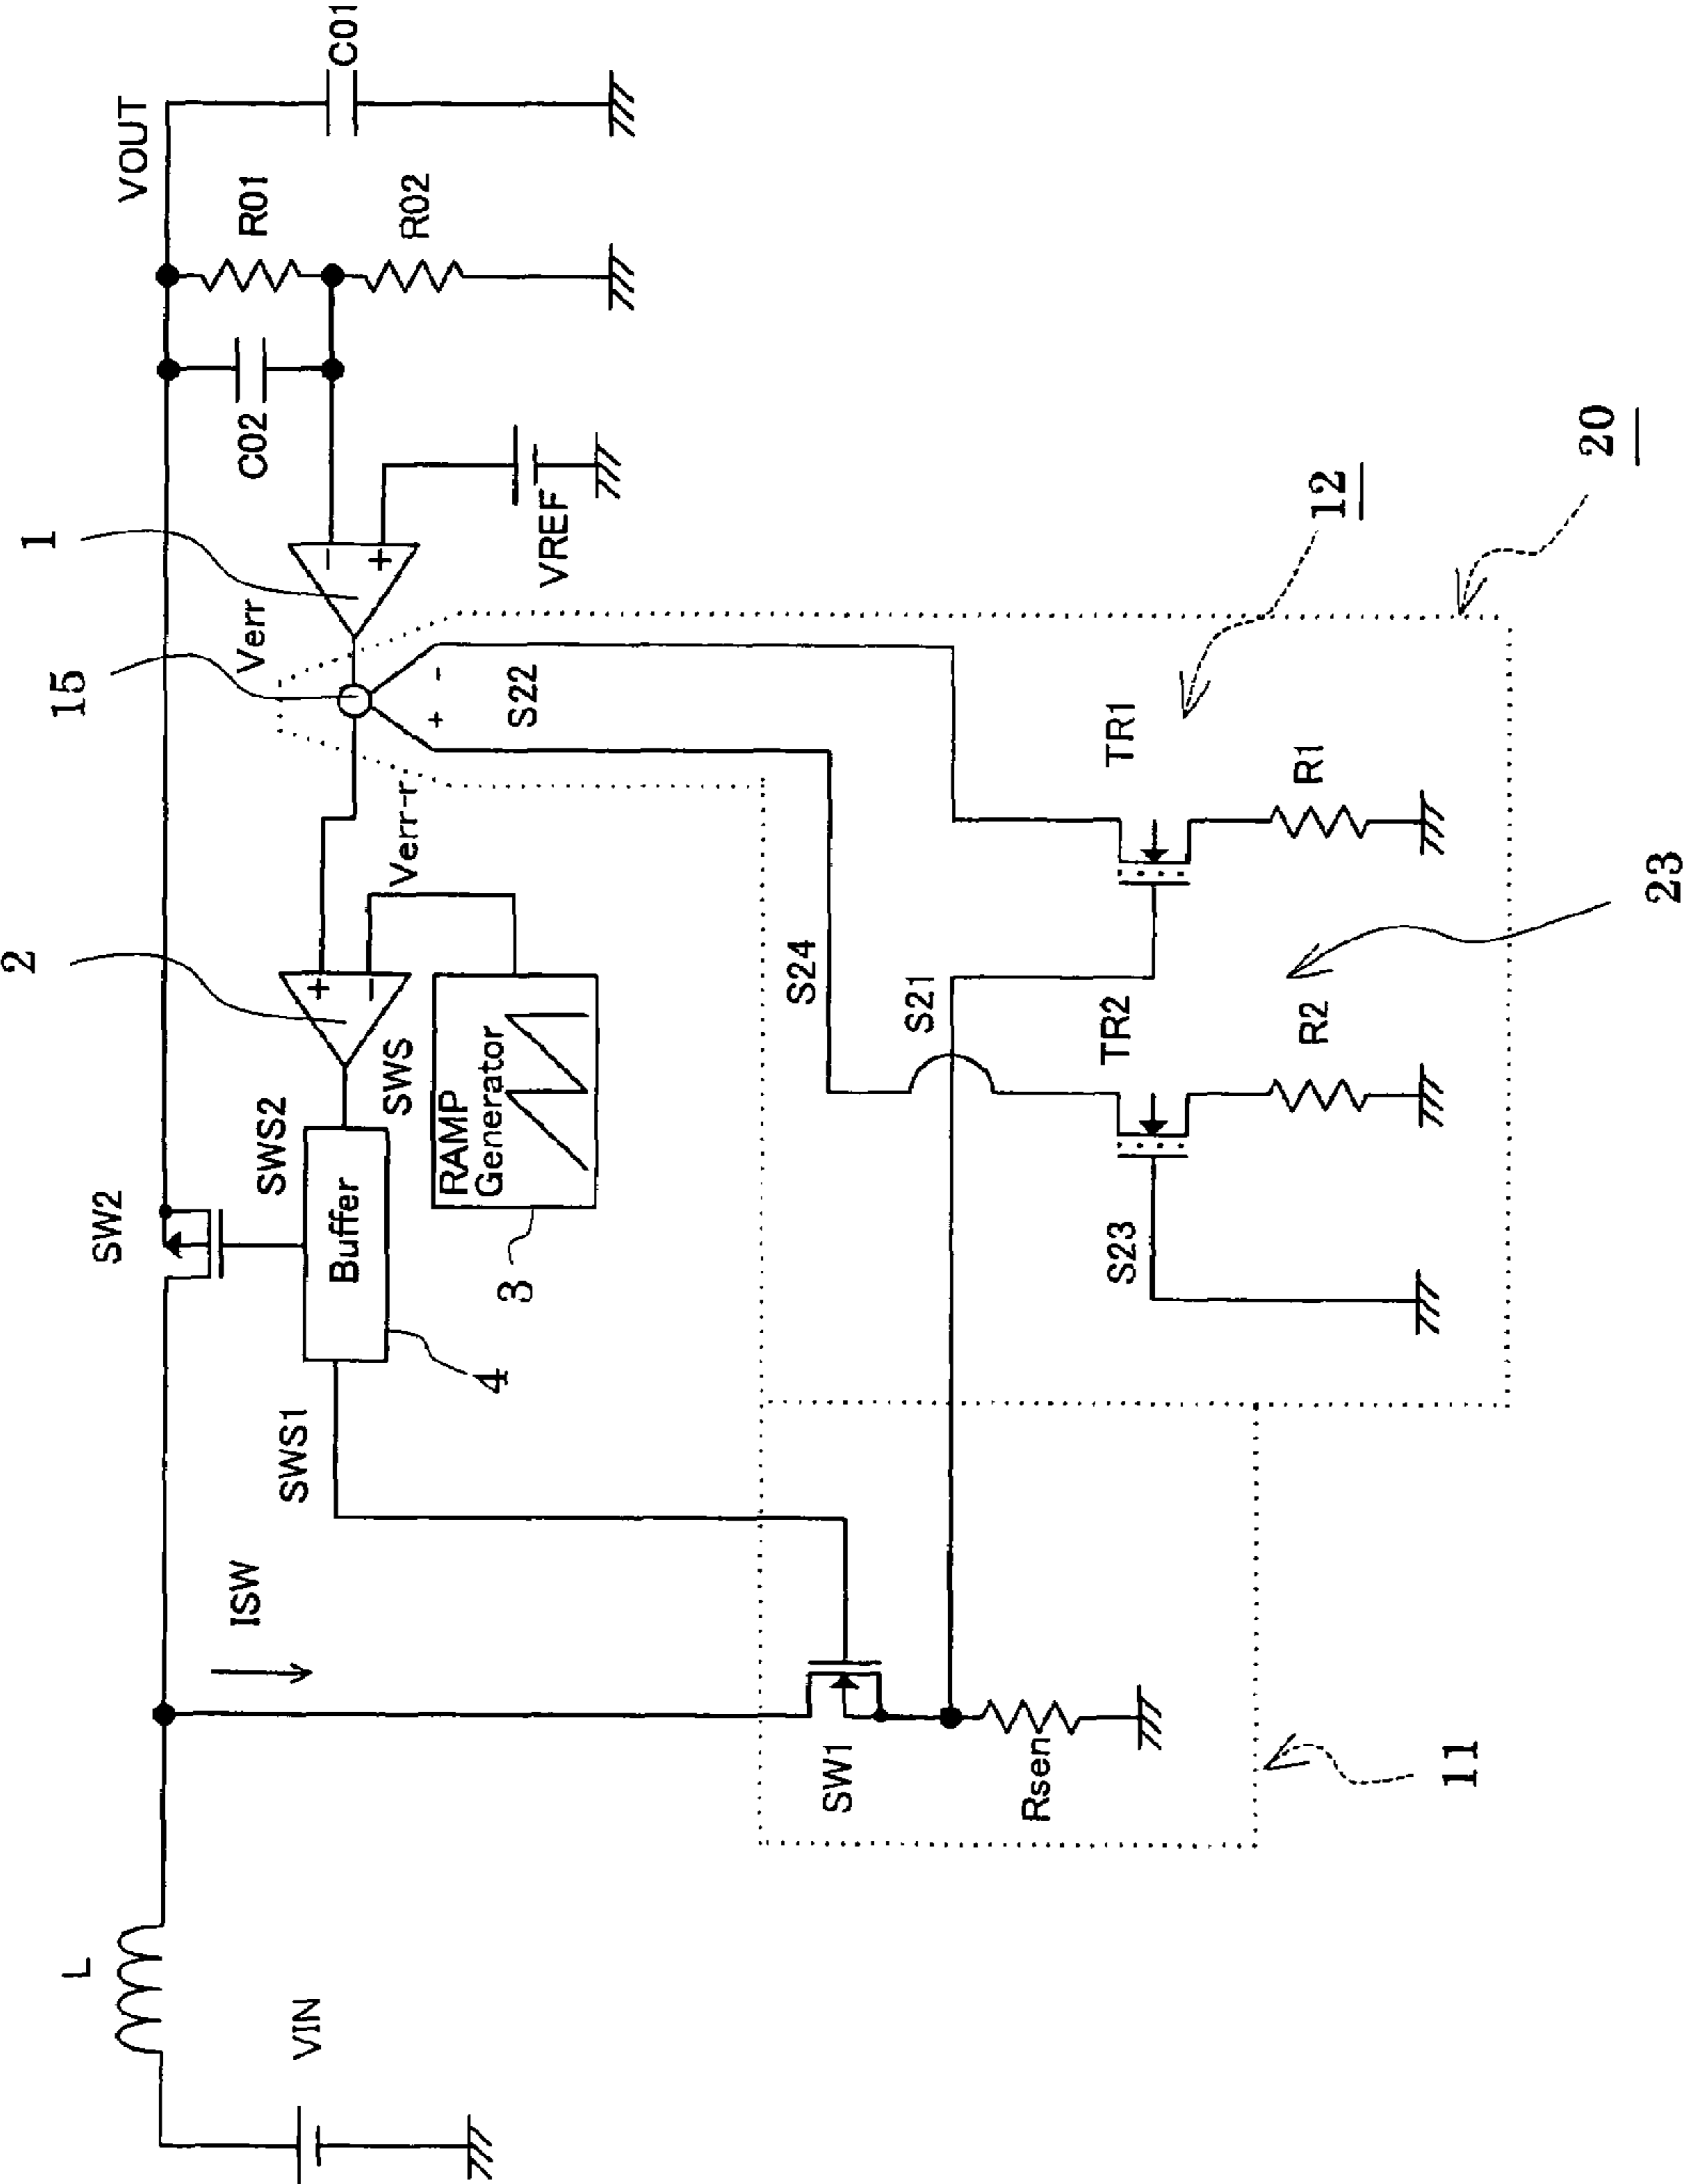 L
VIN
ISW
SW2
VOUT
C01
R01
R02
C02
1
VREF
Verr
15
Verr-r
2
SWS
SWS2
Buffer
4
SWS1
RAMP
Generator
3
+
-
-
+
+
-
S22
S24
S21
S23
TR1
TR2
R1
R2
SW1
Rsen
11
12
20
23